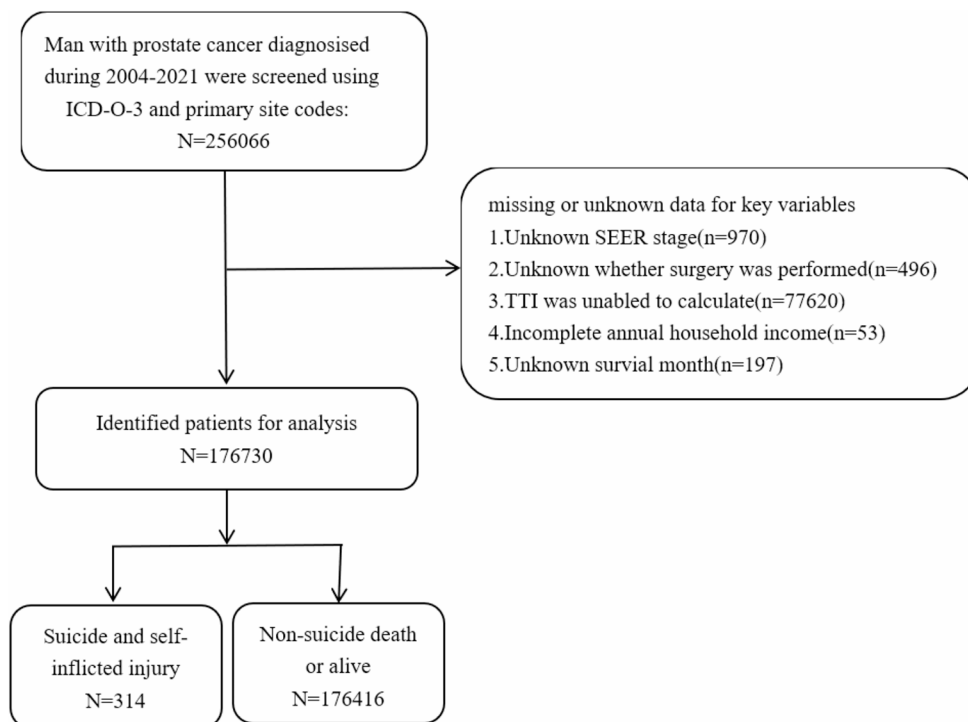 Man with prostate cancer diagnosised
during 2004-2021 were screened using
ICD-O-3 and primary site codes:
N=256066
missing or unknown data for key variables
1.Unknown SEER stage(n=970)
2.Unknown whether surgery was performed(n=496)
3.TTI was unabled to calculate(n=77620)
4.Incomplete annual household income(n=53)
5.Unknown survial month(n=197)
Identified patients for analysis
N=176730
Suicide and self-
inflicted injury
N=314
Non-suicide death
or alive
N=176416